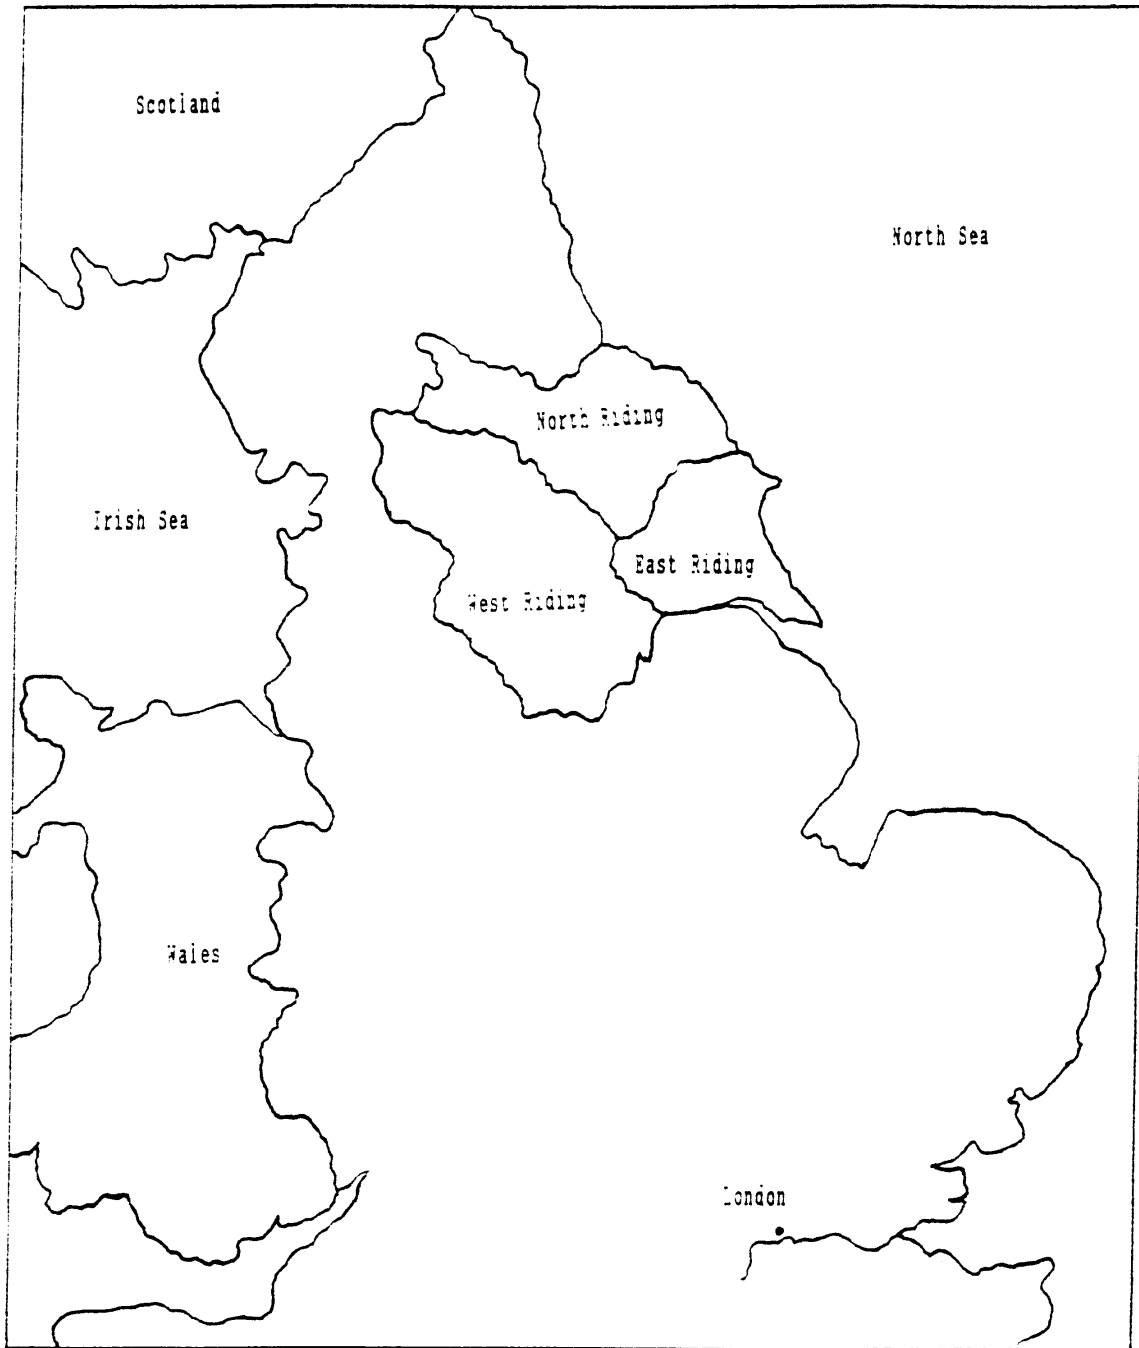 Scotland
North Sea
North Riding
Irish Sea
East Riding
West Riding
Wales
London